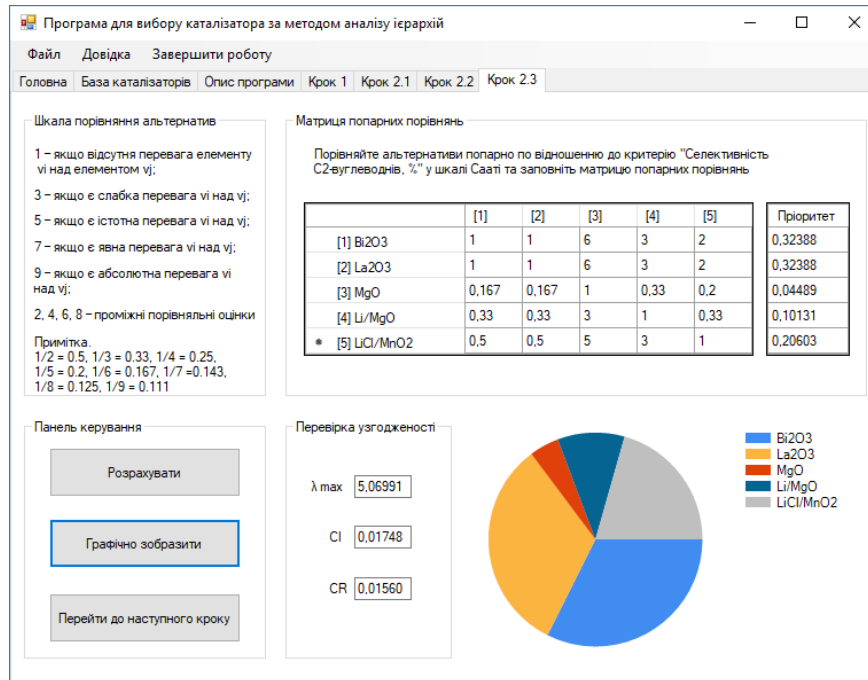 Програма для вибору каталізатора за методом аналізу ієрархій
Файл Довідка Завершити роботу
Головна База каталізаторів Опис програми Крок 1 Крок 2.1 Крок 2.2 Крок 2.3
Шкала порівняння альтернатив
1 – якщо відсутня перевага елементу
vi над елементом vj;
3 – якщо є слабка перевага vi над vj;
5 – якщо є істотна перевага vi над vj;
7 – якщо є явна перевага vi над vj;
9 – якщо є абсолютна перевага vi
над vj;
2, 4, 6, 8 – проміжні порівняльні оцінки
Примітка.
1/2 = 0.5, 1/3 = 0.33, 1/4 = 0.25,
1/5 = 0.2, 1/6 = 0.167, 1/7 =0.143,
1/8 = 0.125, 1/9 = 0.111
Матриця попарних порівнянь
Порівняйте альтернативи попарно по відношенню до критерію "Селективність
C2-вуглеводнів, %" у шкалі Сааті та заповніть матрицю попарних порівнянь
[1] [2] [3] [4] [5] Пріоритет
[1] Bi2O3 1 1 6 3 2 0,32388
[2] La2O3 1 1 6 3 2 0,32388
[3] MgO 0,167 0,167 1 0,33 0,2 0,04489
[4] Li/MgO 0,33 0,33 3 1 0,33 0,10131
[5] LiCl/MnO2 0,5 0,5 5 3 1 0,20603
Панель керування
Розрахувати
Графічно зобразити
Перейти до наступного кроку
Перевірка узгодженості
λ max 5,06991
CI 0,01748
CR 0,01560
Bi2O3
La2O3
MgO
Li/MgO
LiCl/MnO2